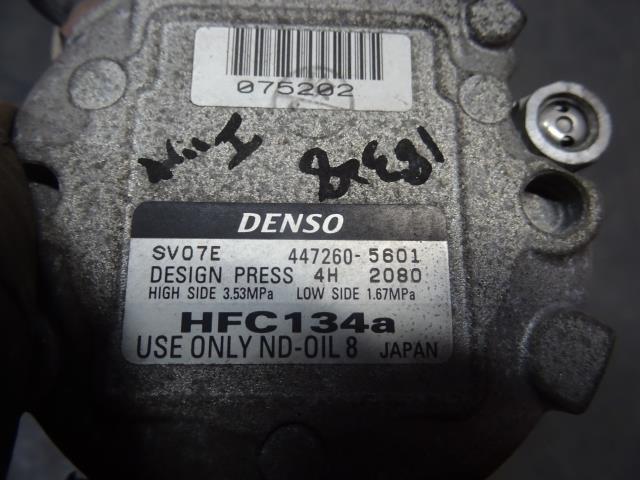 075202
DENSO
SV07E 447260-5601
DESIGN PRESS 4H 2080
HIGH SIDE 3.53MPa LOW SIDE 1.67MPa
HFC134a
USE ONLY ND-OIL 8 JAPAN